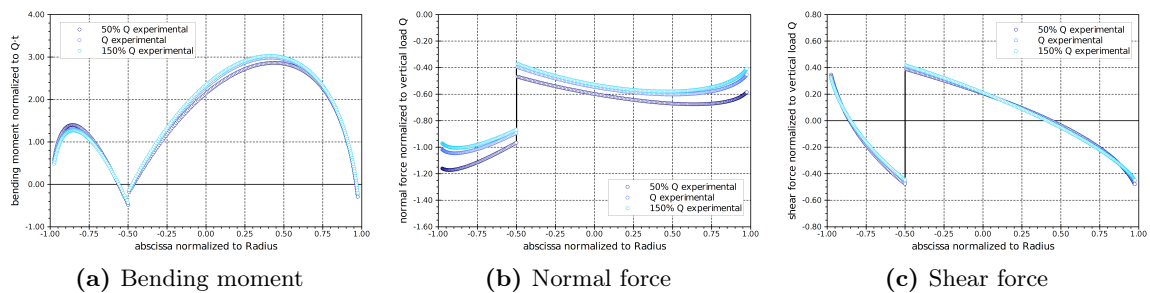 bending moment normalized to Q·t
4.00
3.00
2.00
1.00
0.00
-1.00
50% Q experimental
Q experimental
150% Q experimental
-1.00 -0.75 -0.50 -0.25 0.00 0.25 0.50 0.75 1.00
abscissa normalized to Radius
(a) Bending moment
normal force normalized to vertical load Q
0.00
-0.20
-0.40
-0.60
-0.80
-1.00
-1.20
-1.40
-1.60
50% Q experimental
Q experimental
150% Q experimental
-1.00 -0.75 -0.50 -0.25 0.00 0.25 0.50 0.75 1.00
abscissa normalized to Radius
(b) Normal force
shear force normalized to vertical load Q
0.80
0.60
0.40
0.20
0.00
-0.20
-0.40
-0.60
-0.80
50% Q experimental
Q experimental
150% Q experimental
-1.00 -0.75 -0.50 -0.25 0.00 0.25 0.50 0.75 1.00
abscissa normalized to Radius
(c) Shear force